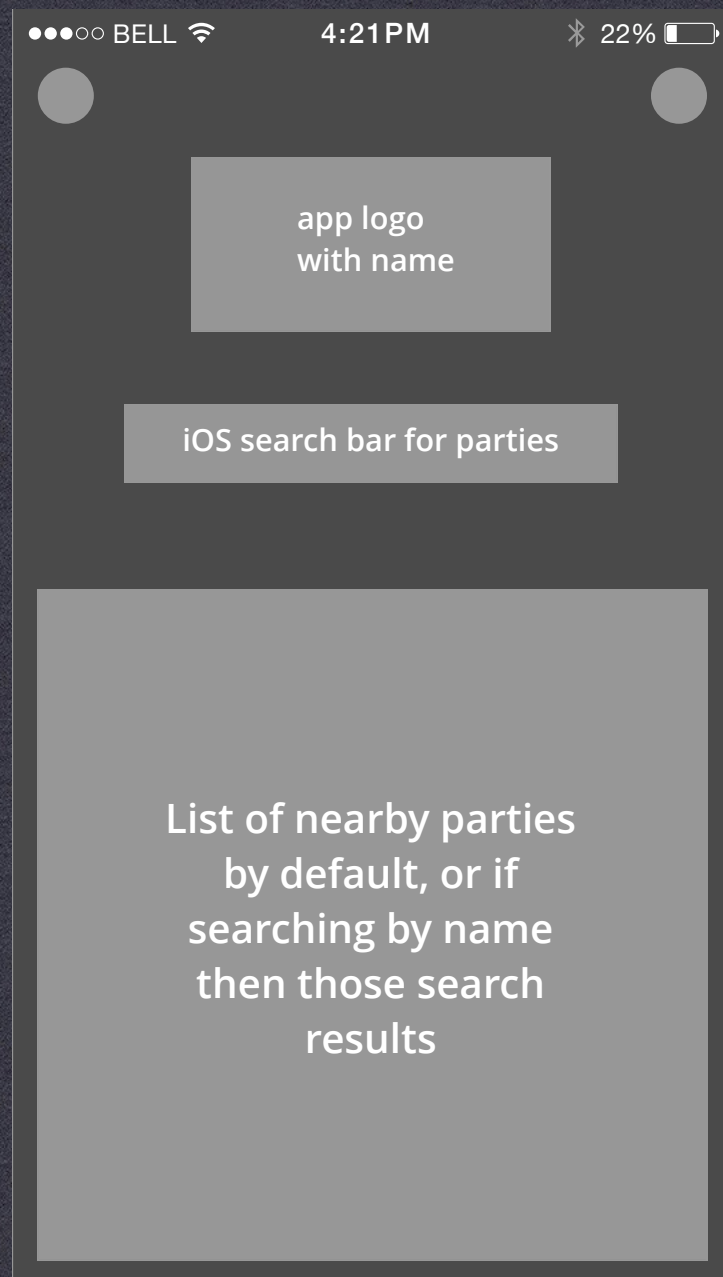 BELL 4:21PM 22%
app logo
with name
iOS search bar for parties
List of nearby parties
by default, or if
searching by name
then those search
results